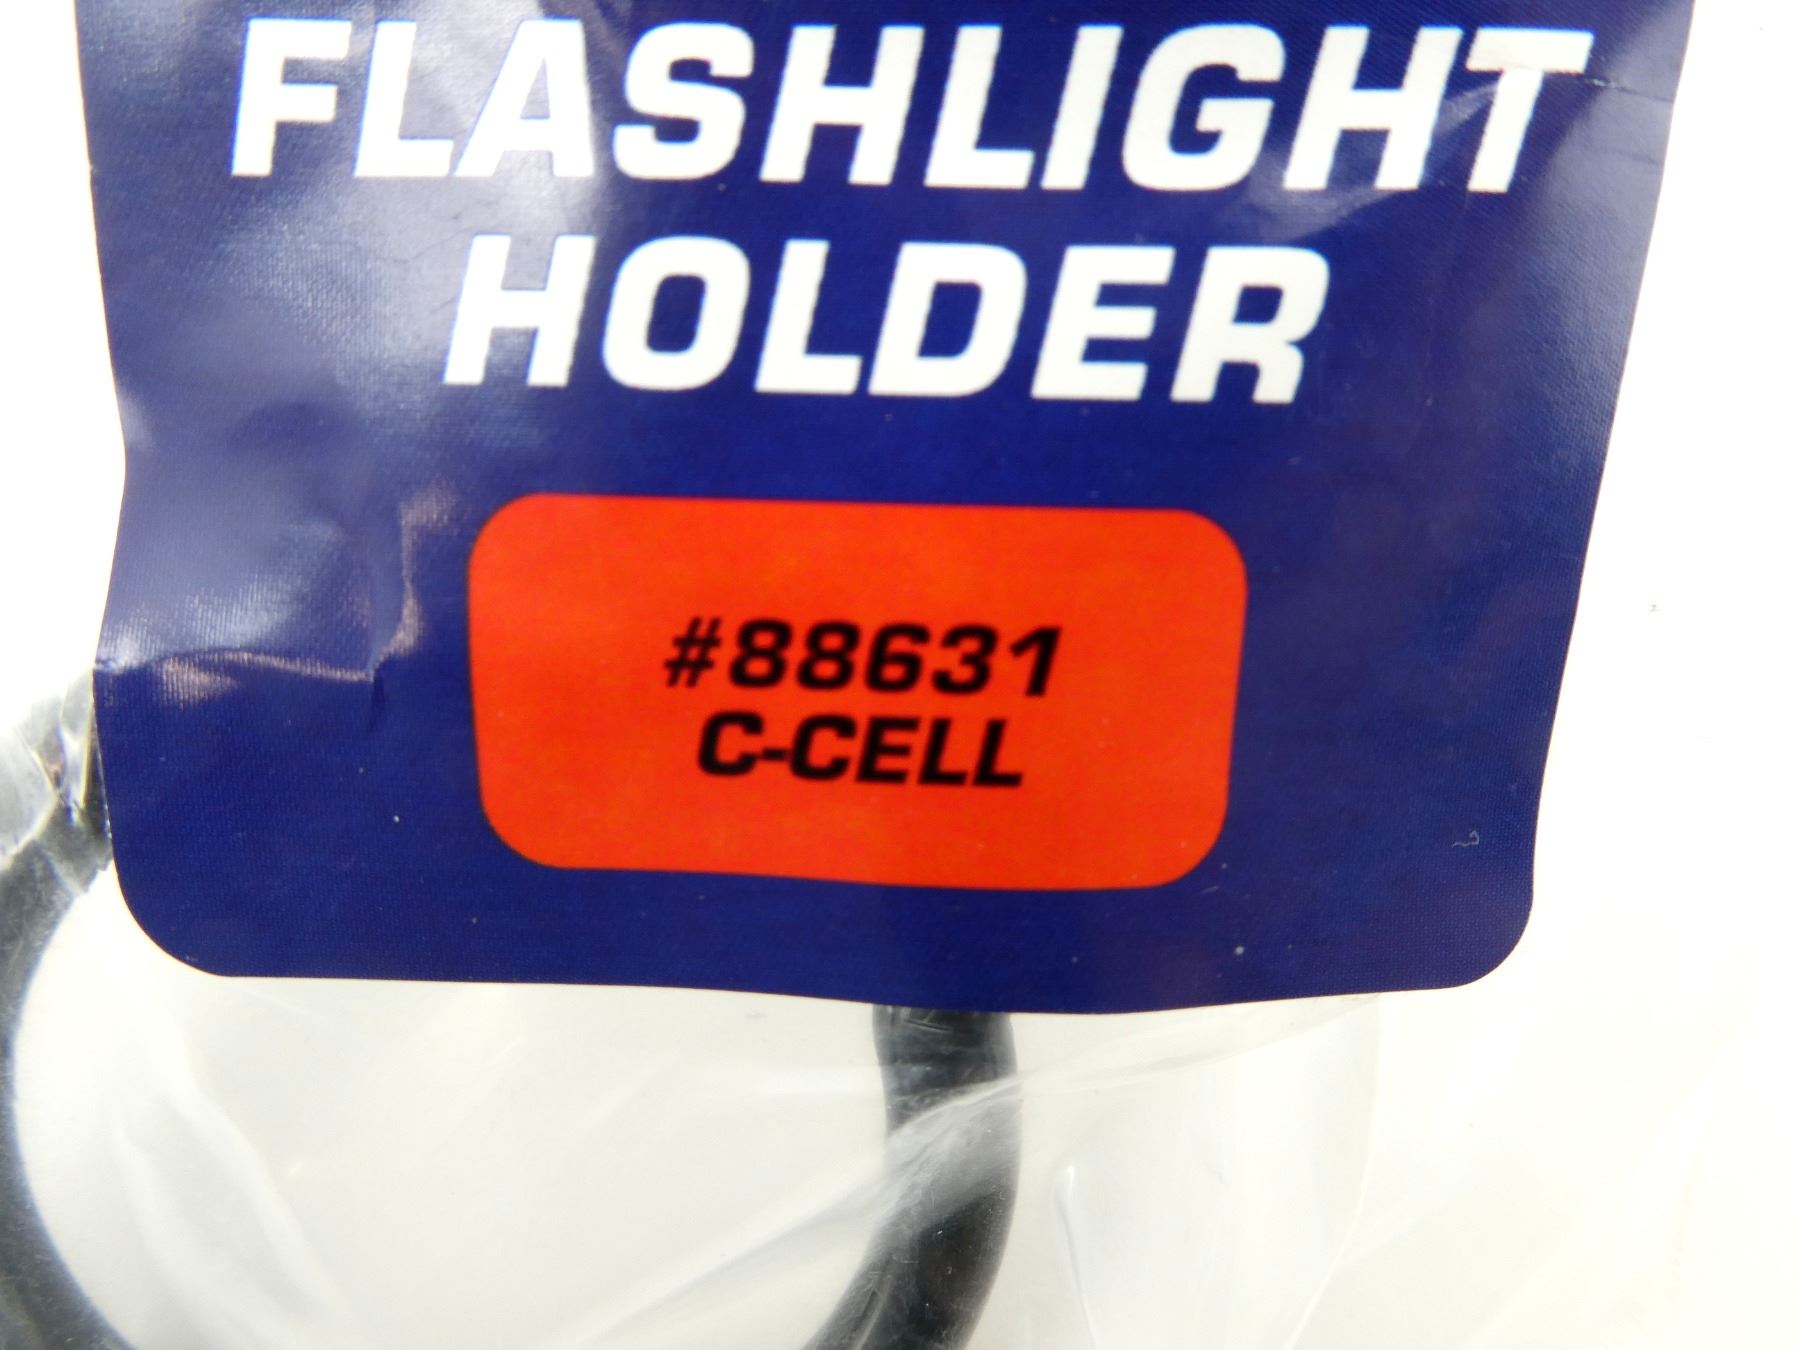 FLASHLIGHT
HOLDER
#88631
C-CELL